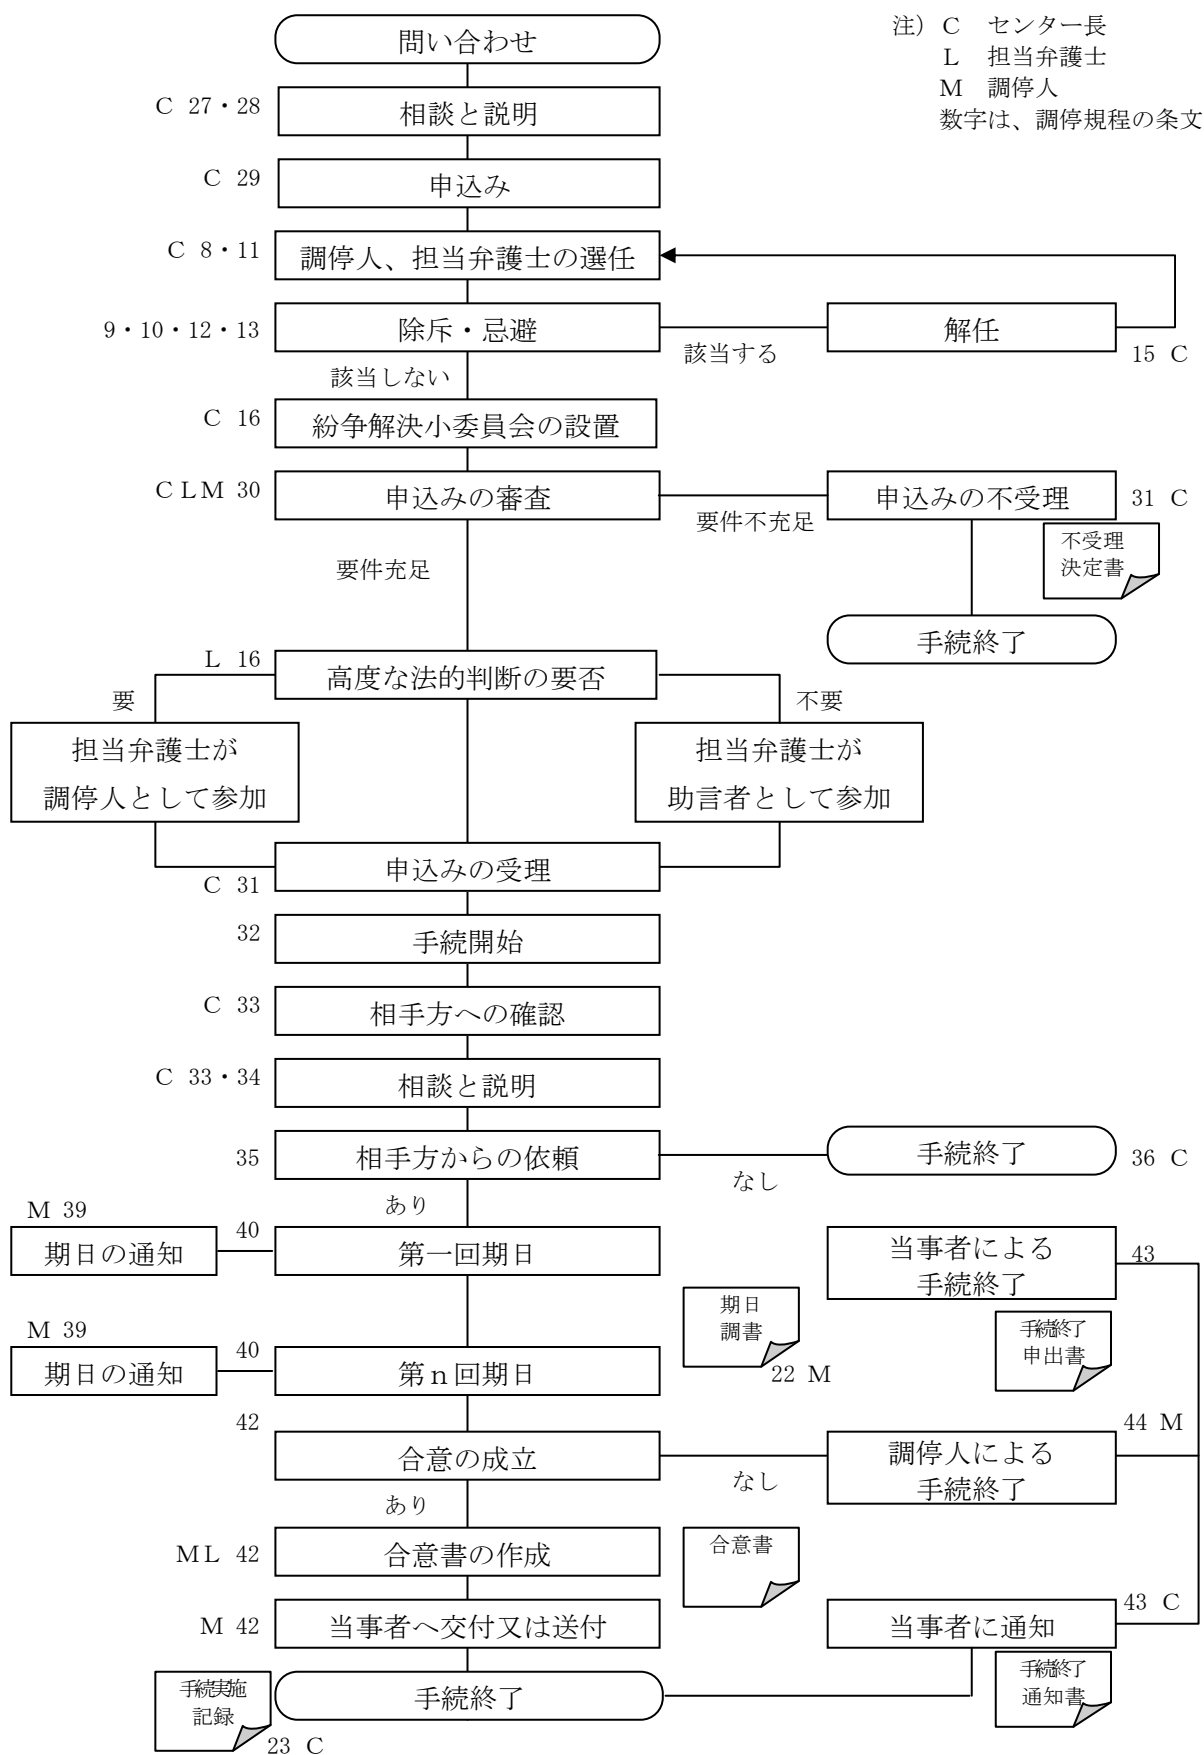 問い合わせ
注） C　センター長
L　担当弁護士
M　調停人
数字は、調停規程の条文
C 27・28
相談と説明
C 29
申込み
C 8・11
調停人、担当弁護士の選任
9・10・12・13
除斥・忌避
該当する
解任
15 C
該当しない
C 16
紛争解決小委員会の設置
CLM 30
申込みの審査
要件不充足
申込みの不受理
31 C
不受理
決定書
要件充足
手続終了
L 16
高度な法的判断の要否
要
不要
担当弁護士が
調停人として参加
担当弁護士が
助言者として参加
申込みの受理
C 31
32
手続開始
C 33
相手方への確認
C 33・34
相談と説明
35
相手方からの依頼
なし
手続終了
36 C
あり
M 39
期日の通知
40
第一回期日
当事者による
手続終了
43
期日
調書
22 M
手続終了
申出書
M 39
期日の通知
40
第ｎ回期日
42
合意の成立
なし
調停人による
手続終了
44 M
あり
ML 42
合意書の作成
合意書
M 42
当事者へ交付又は送付
当事者に通知
43 C
手続実施
記録
23 C
手続終了
手続終了
通知書